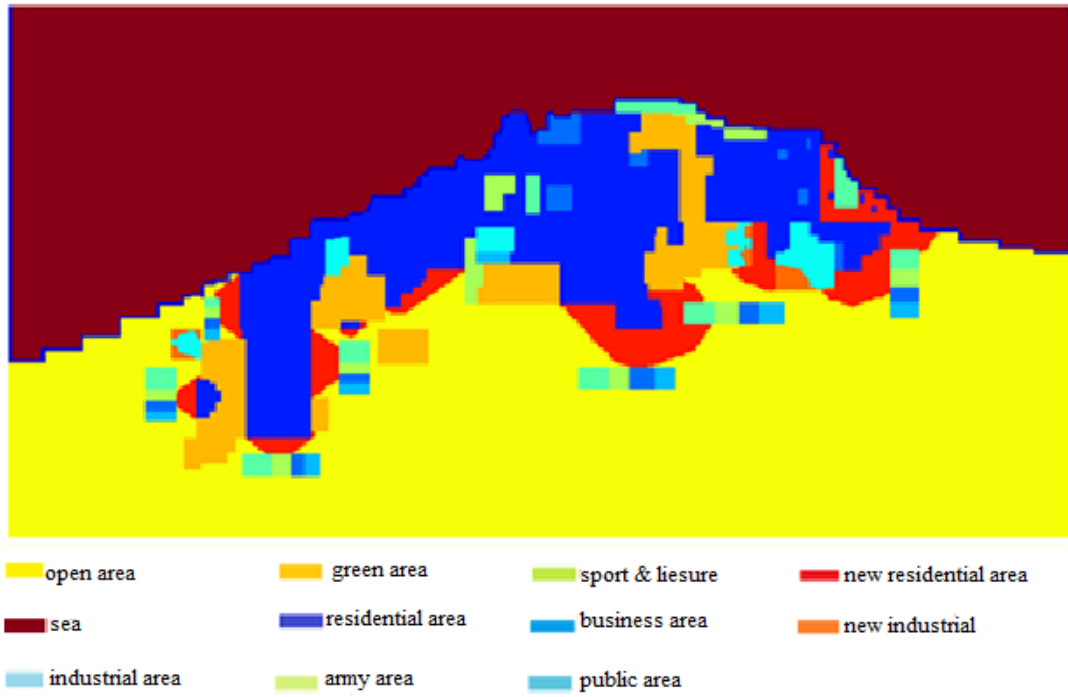 open area
green area
sport & liesure
new residential area
sea
residential area
business area
new industrial
industrial area
army area
public area